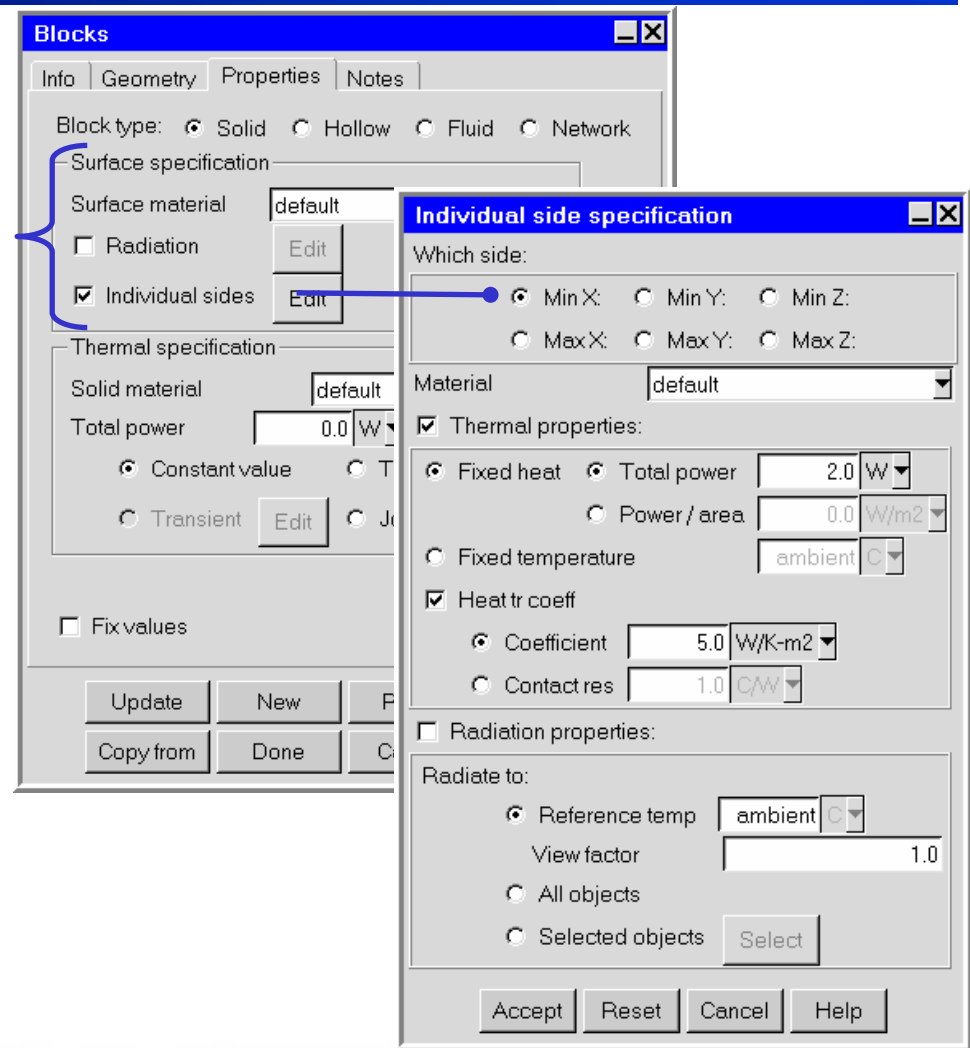 Blocks
Info Geometry Properties Notes
Block type: Solid Hollow Fluid Network
Surface specification
Surface material default
Radiation Edit
Individual sides Edit
Thermal specification
Solid material default
Total power 0.0 W
Constant value T
Transient Edit
Fix values
Update New P
Copy from Done
Individual side specification
Which side:
Min X: Min Y: Min Z:
Max X: Max Y: Max Z:
Material default
Thermal properties:
Fixed heat Total power 2.0 W
Power / area 0.0 W/m2
Fixed temperature ambient C
Heat tr coeff
Coefficient 5.0 W/K-m2
Contact res 1.0 C/W
Radiation properties:
Radiate to:
Reference temp ambient C
View factor 1.0
All objects
Selected objects Select
Accept Reset Cancel Help